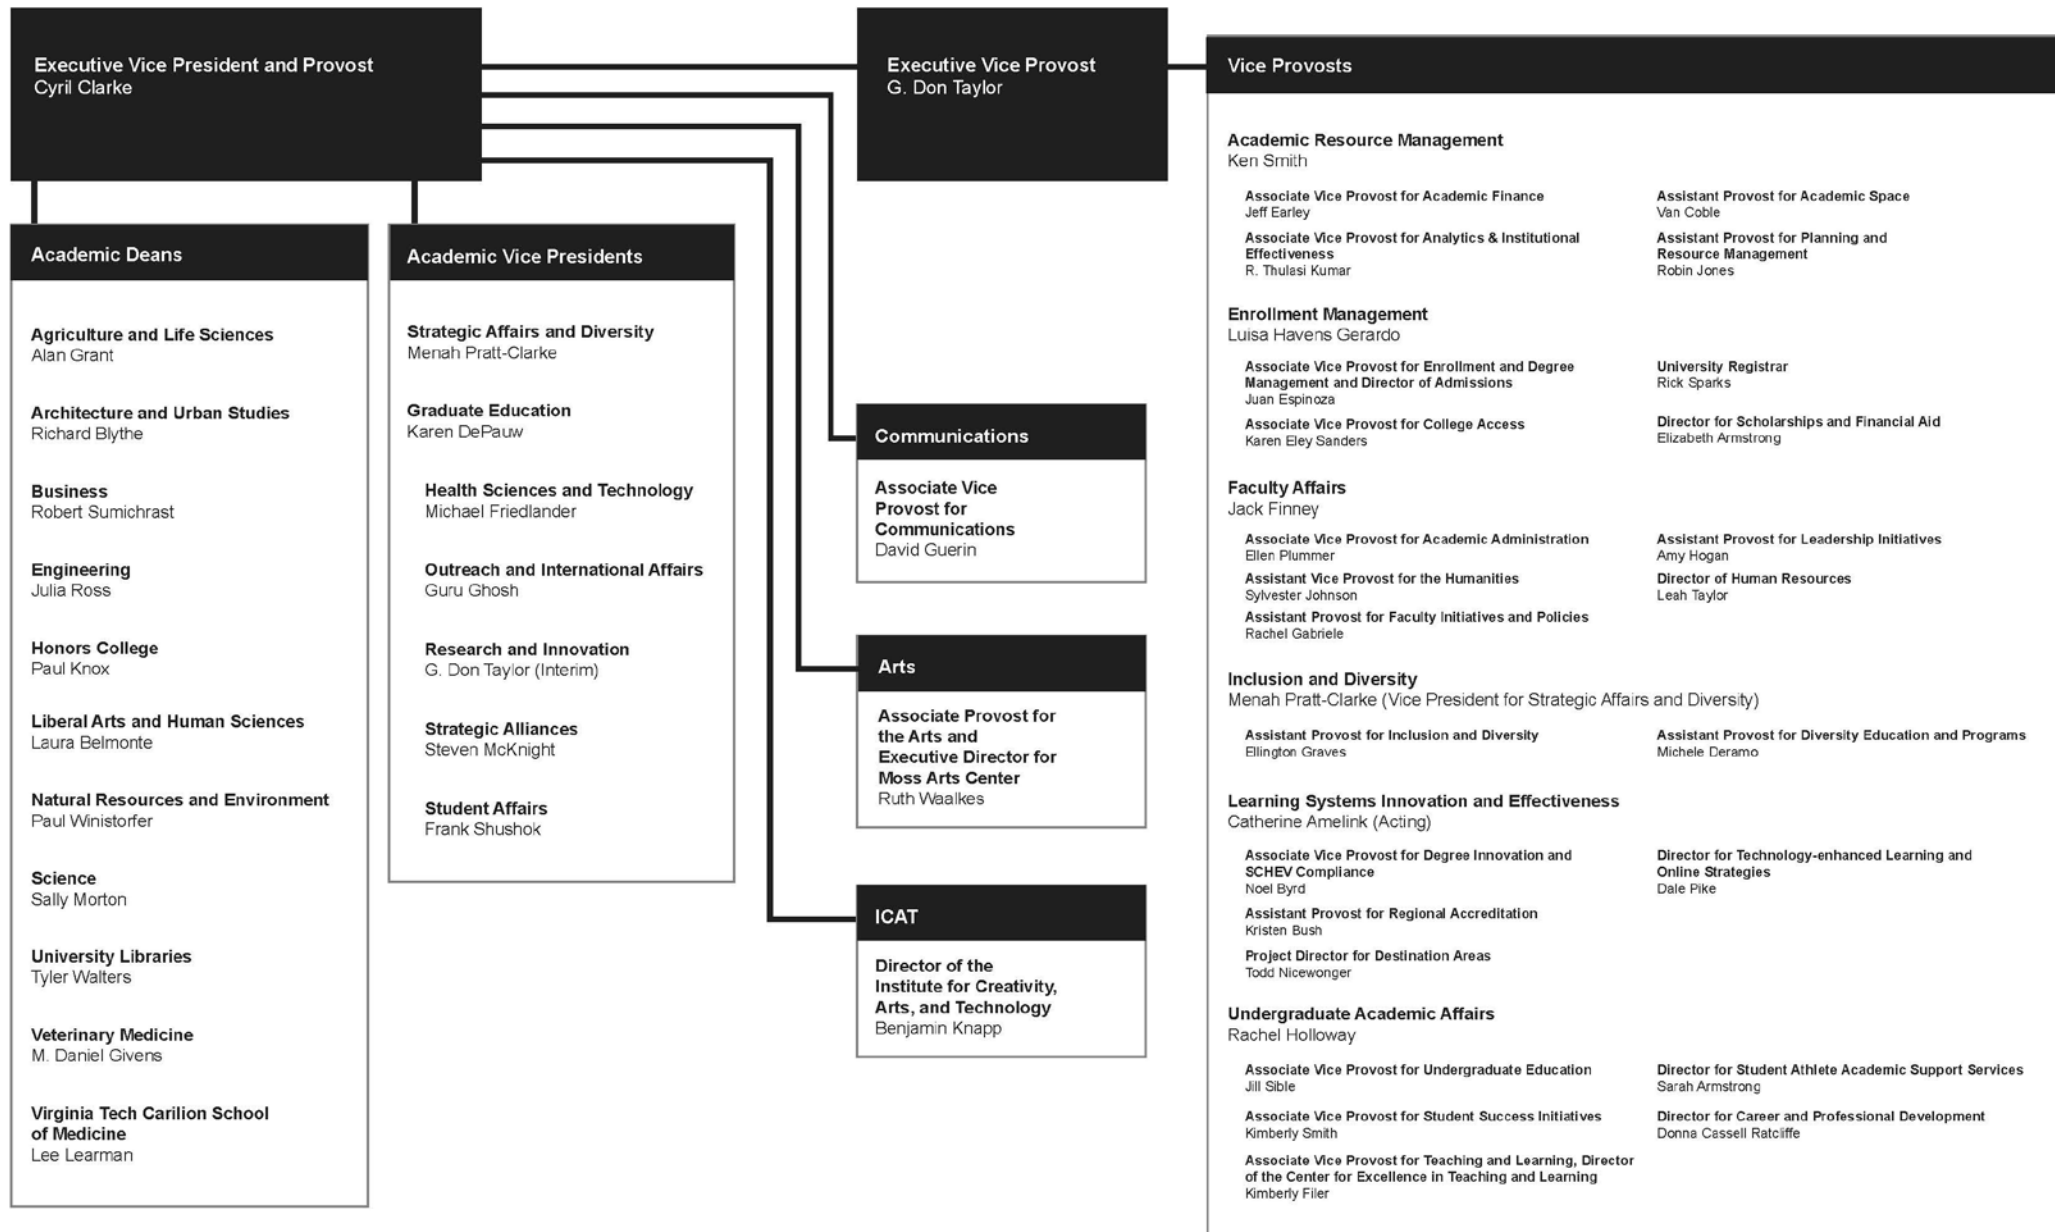 Executive Vice President and Provost
Cyril Clarke
Executive Vice Provost
G. Don Taylor
Academic Deans
Agriculture and Life Sciences
Alan Grant
Architecture and Urban Studies
Richard Blythe
Business
Robert Sumichrast
Engineering
Julia Ross
Honors College
Paul Knox
Liberal Arts and Human Sciences
Laura Belmonte
Natural Resources and Environment
Paul Winistorfer
Science
Sally Morton
University Libraries
Tyler Walters
Veterinary Medicine
M. Daniel Givens
Virginia Tech Carilion School
of Medicine
Lee Learman
Academic Vice Presidents
Strategic Affairs and Diversity
Menah Pratt-Clarke
Graduate Education
Karen DePauw
Health Sciences and Technology
Michael Friedlander
Outreach and International Affairs
Guru Ghosh
Research and Innovation
G. Don Taylor (Interim)
Strategic Alliances
Steven McKnight
Student Affairs
Frank Shushok
Communications
Associate Vice
Provost for
Communications
David Guerin
Arts
Associate Provost for
the Arts and
Executive Director for
Moss Arts Center
Ruth Waalkes
ICAT
Director of the
Institute for Creativity,
Arts, and Technology
Benjamin Knapp
Vice Provosts
Academic Resource Management
Ken Smith
Associate Vice Provost for Academic Finance
Jeff Earley
Associate Vice Provost for Analytics & Institutional
Effectiveness
R. Thulasi Kumar
Assistant Provost for Academic Space
Van Coble
Assistant Provost for Planning and
Resource Management
Robin Jones
Enrollment Management
Luisa Havens Gerardo
Associate Vice Provost for Enrollment and Degree
Management and Director of Admissions
Juan Espinoza
Associate Vice Provost for College Access
Karen Eley Sanders
University Registrar
Rick Sparks
Director for Scholarships and Financial Aid
Elizabeth Armstrong
Faculty Affairs
Jack Finney
Associate Vice Provost for Academic Administration
Ellen Plummer
Assistant Vice Provost for the Humanities
Sylvester Johnson
Assistant Provost for Faculty Initiatives and Policies
Rachel Gabriele
Assistant Provost for Leadership Initiatives
Amy Hogan
Director of Human Resources
Leah Taylor
Inclusion and Diversity
Menah Pratt-Clarke (Vice President for Strategic Affairs and Diversity)
Assistant Provost for Inclusion and Diversity
Ellington Graves
Assistant Provost for Diversity Education and Programs
Michele Deramo
Learning Systems Innovation and Effectiveness
Catherine Amelink (Acting)
Associate Vice Provost for Degree Innovation and
SCHEV Compliance
Noel Byrd
Assistant Provost for Regional Accreditation
Kristen Bush
Project Director for Destination Areas
Todd Nicewonger
Director for Technology-enhanced Learning and
Online Strategies
Dale Pike
Undergraduate Academic Affairs
Rachel Holloway
Associate Vice Provost for Undergraduate Education
Jill Sible
Associate Vice Provost for Student Success Initiatives
Kimberly Smith
Associate Vice Provost for Teaching and Learning, Director
of the Center for Excellence in Teaching and Learning
Kimberly Filer
Director for Student Athlete Academic Support Services
Sarah Armstrong
Director for Career and Professional Development
Donna Cassell Ratcliffe